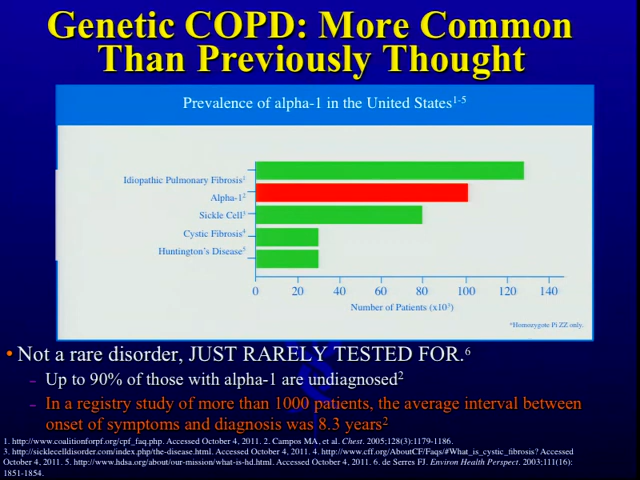 Genetic COPD: More Common
Than Previously Thought
Prevalence of alpha-1 in the United States1-5
Idiopathic Pulmonary Fibrosis1
Alpha-12
Sickle Cell3
Cystic Fibrosis4
Huntington's Disease5
0 20 40 60 80 100 120 140
Number of Patients (x103)
*Homozygote Pi ZZ only.
• Not a rare disorder, JUST RARELY TESTED FOR.6
– Up to 90% of those with alpha-1 are undiagnosed2
– In a registry study of more than 1000 patients, the average interval between
onset of symptoms and diagnosis was 8.3 years2
1. http://www.coalitionforpf.org/cpf_faq.php. Accessed October 4, 2011. 2. Campos MA, et al. Chest. 2005;128(3):1179-1186.
3. http://sicklecelldisorder.com/index.php/the-disease.html. Accessed October 4, 2011. 4. http://www.cff.org/AboutCF/Faqs/#What_is_cystic_fibrosis? Accessed
October 4, 2011. 5. http://www.hdsa.org/about/our-mission/what-is-hd.html. Accessed October 4, 2011. 6. de Serres FJ. Environ Health Perspect. 2003;111(16):
1851-1854.